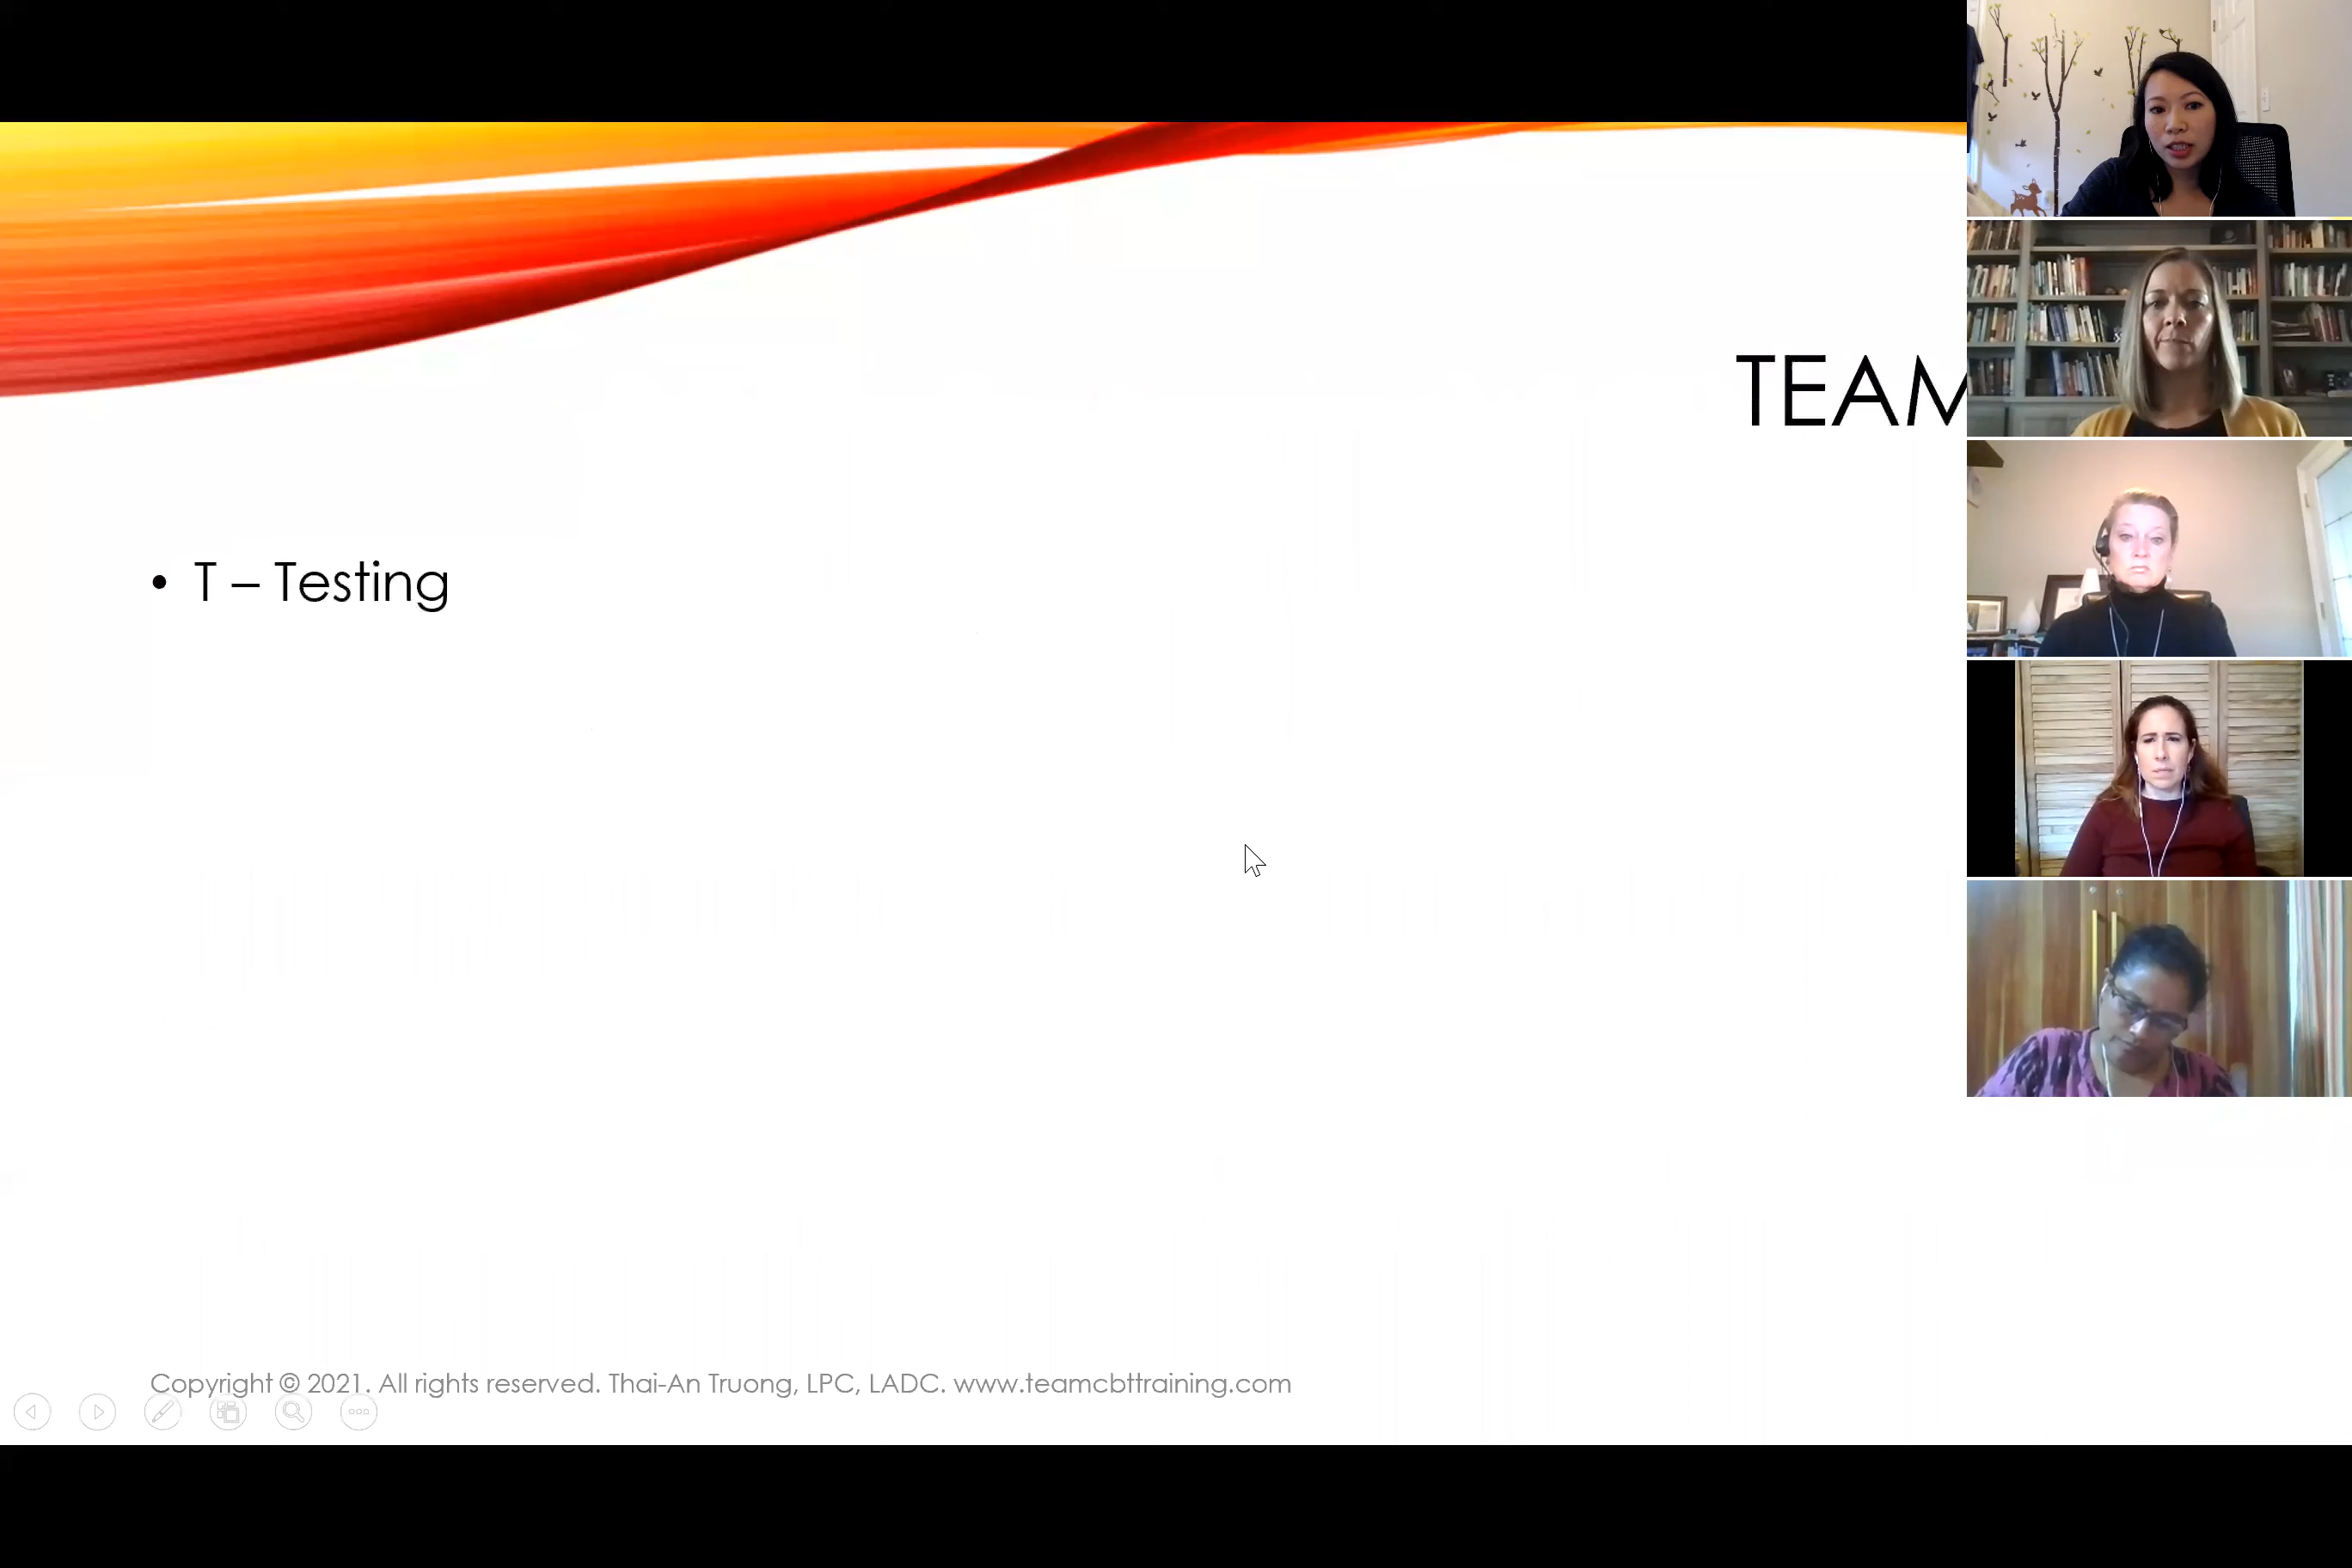 TEAM
• T – Testing
Copyright © 2021. All rights reserved. Thai-An Truong, LPC, LADC. www.teamcbttraining.com